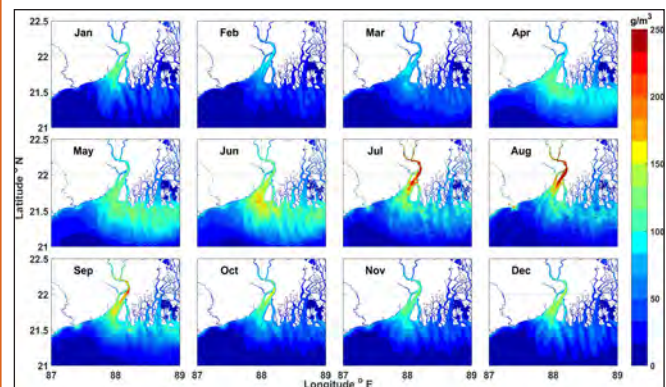 g/m³
22.5
22
21.5
21
Jan
Feb
Mar
Apr
250
200
150
100
50
0
22.5
22
21.5
21
May
Jun
Jul
Aug
Latitude ° N
22.5
22
21.5
21
Sep
Oct
Nov
Dec
87 88 89 87 88 89 87 88 89 87 88 89
Longitude ° E